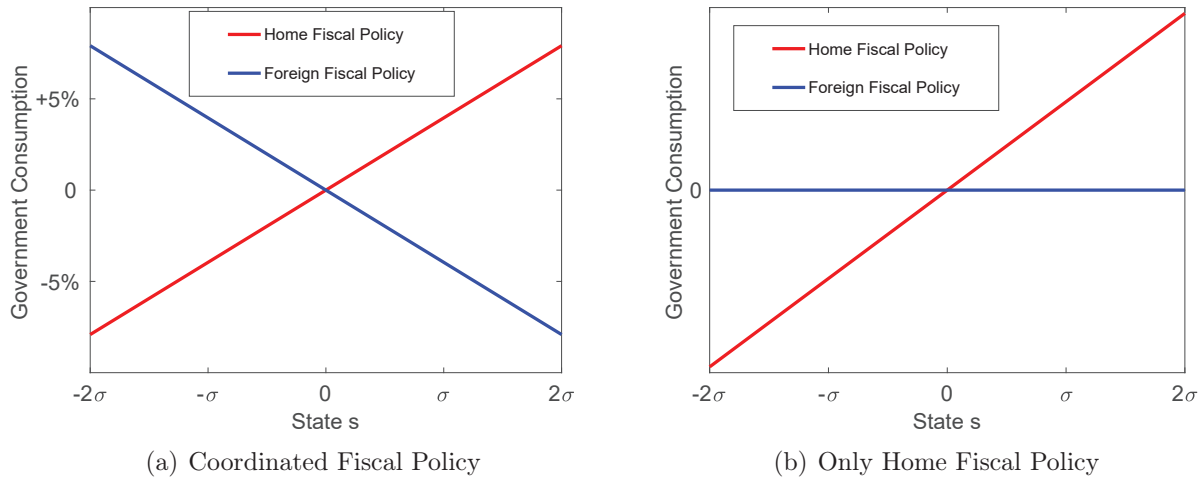 Home Fiscal Policy
Foreign Fiscal Policy
Government Consumption
+5%
0
-5%
-2σ
-σ
0
σ
2σ
State s
(a) Coordinated Fiscal Policy
Home Fiscal Policy
Foreign Fiscal Policy
Government Consumption
0
-2σ
-σ
0
σ
2σ
State s
(b) Only Home Fiscal Policy